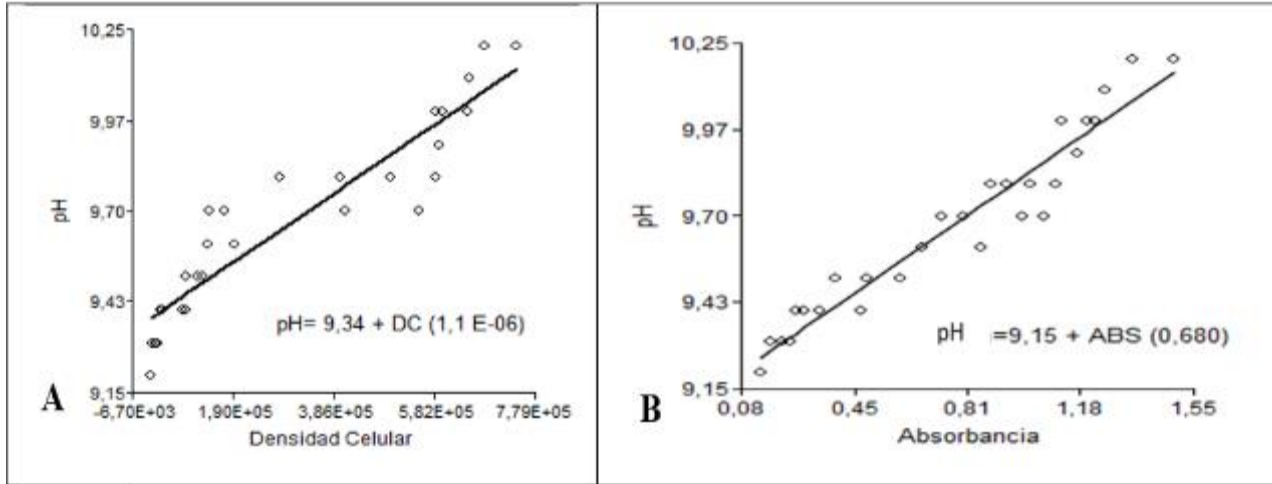 10,25
9,97
9,70
9,43
9,15
pH
pH= 9,34 + DC (1,1 E-06)
A
-6,70E+03 1,90E+05 3,86E+05 5,82E+05 7,79E+05
Densidad Celular
10,25
9,97
9,70
9,43
9,15
pH
pH =9,15 + ABS (0,680)
B
0,08 0,45 0,81 1,18 1,55
Absorbancia